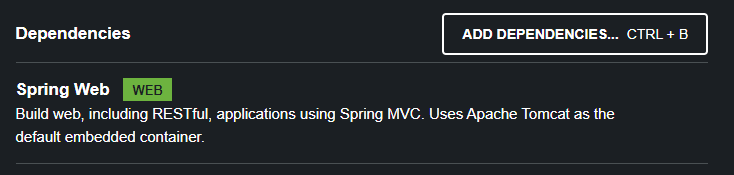 Dependencies
ADD DEPENDENCIES... CTRL + B
Spring Web WEB
Build web, including RESTful, applications using Spring MVC. Uses Apache Tomcat as the
default embedded container.